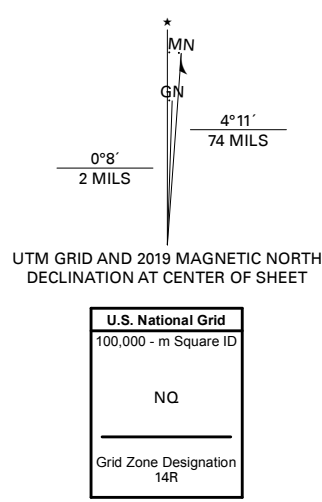 ★
MN
GN
4°11´
74 MILS
0°8´
2 MILS
UTM GRID AND 2019 MAGNETIC NORTH
DECLINATION AT CENTER OF SHEET
U.S. National Grid
100,000 - m Square ID
NQ
Grid Zone Designation
14R